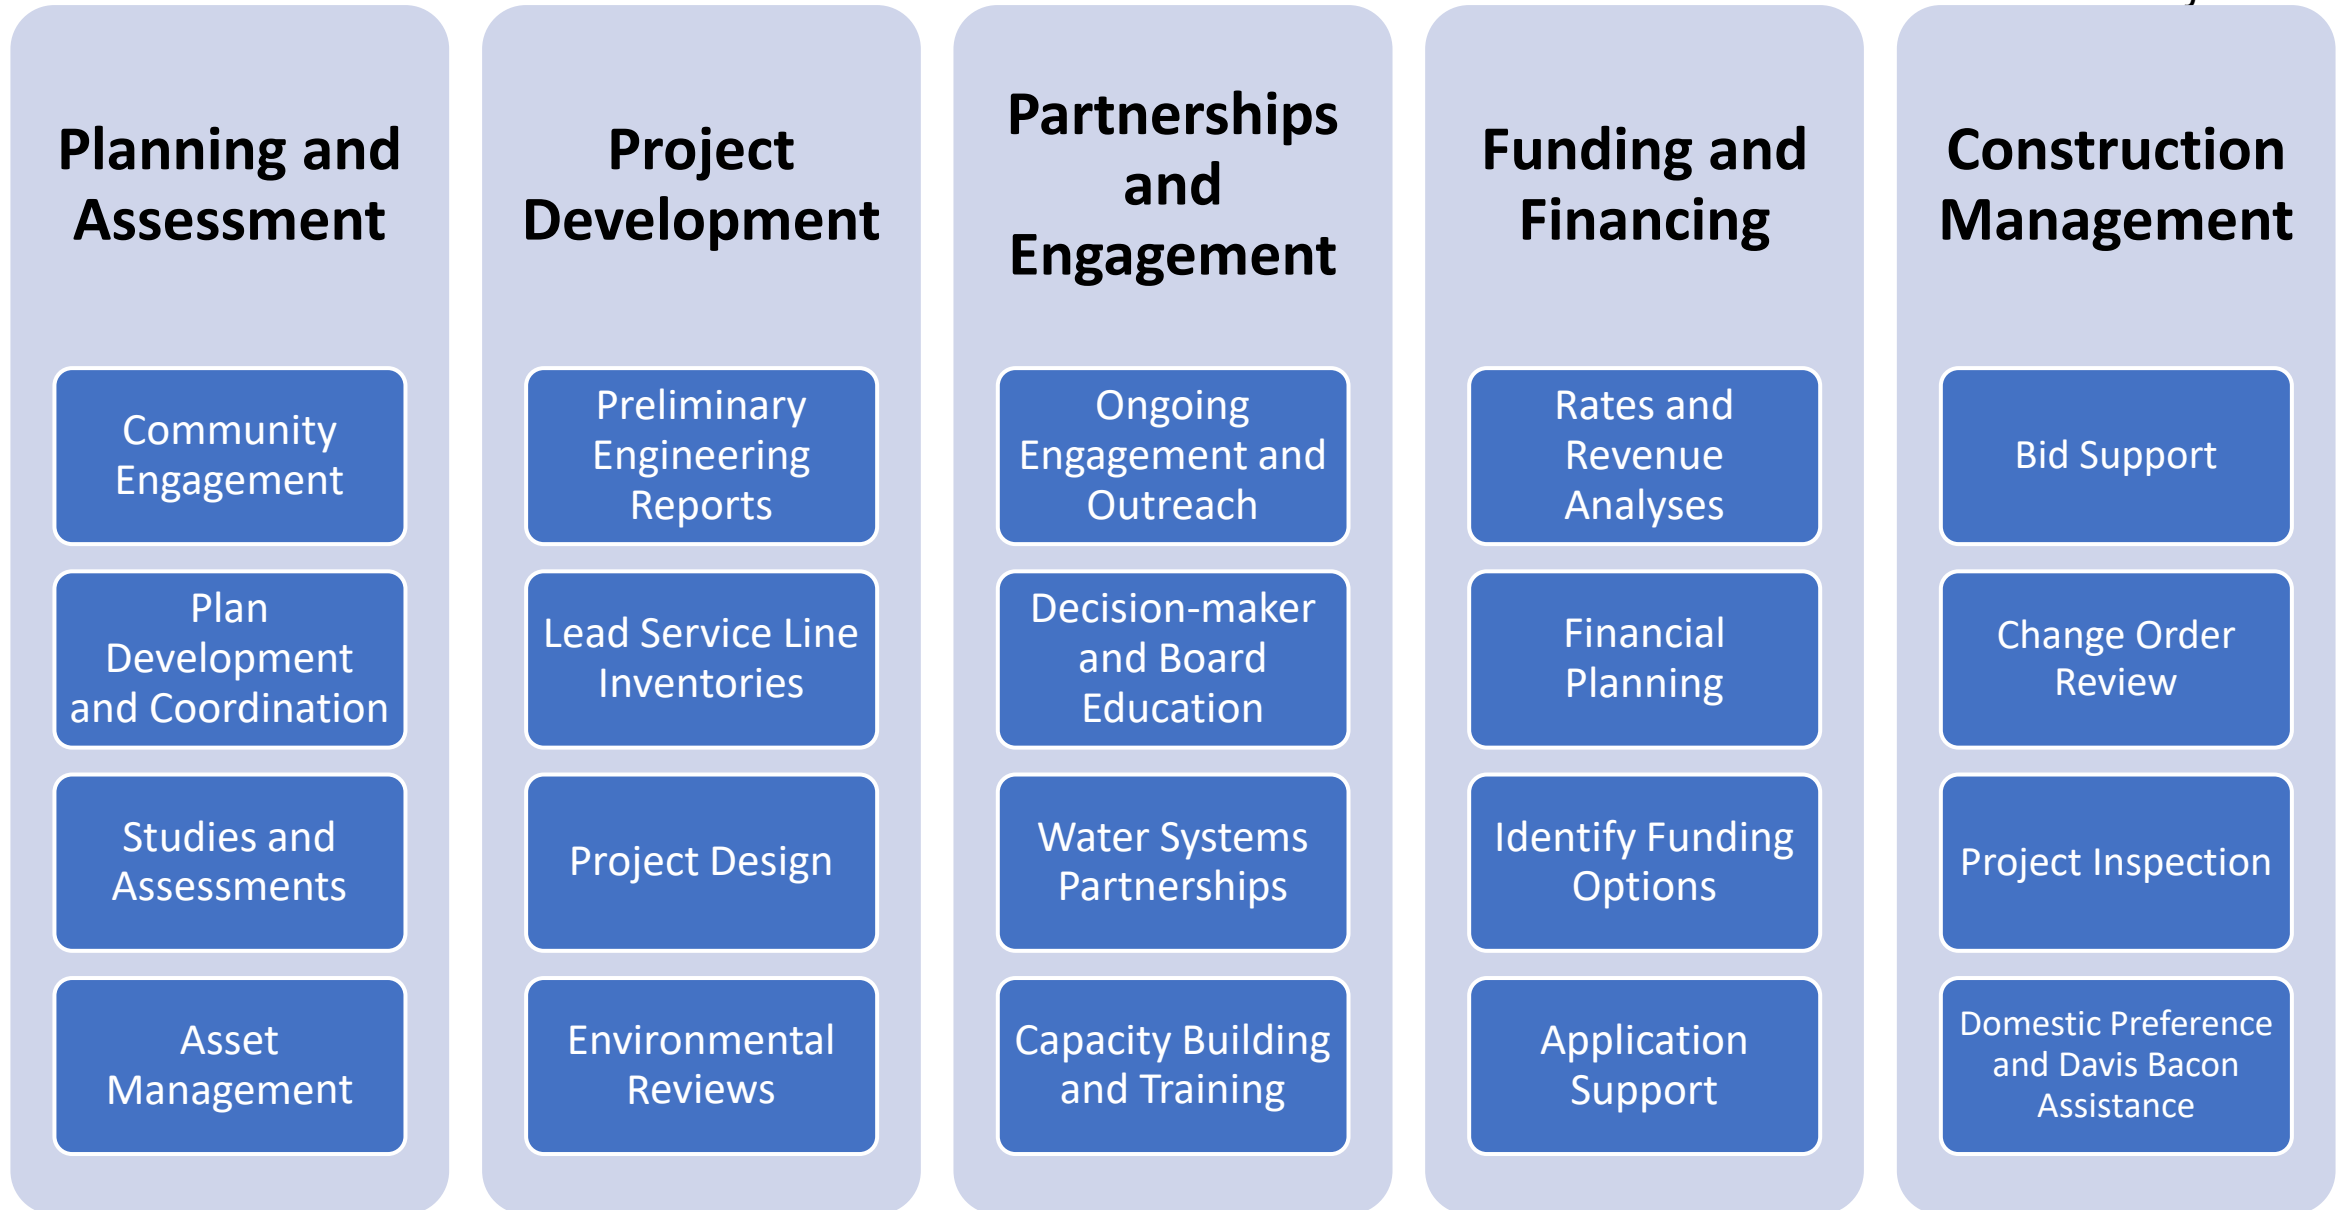 Planning and
Assessment
Community
Engagement
Plan
Development
and Coordination
Studies and
Assessments
Asset
Management
Project
Development
Preliminary
Engineering
Reports
Lead Service Line
Inventories
Project Design
Environmental
Reviews
Partnerships
and
Engagement
Ongoing
Engagement and
Outreach
Decision-maker
and Board
Education
Water Systems
Partnerships
Capacity Building
and Training
Funding and
Financing
Rates and
Revenue
Analyses
Financial
Planning
Identify Funding
Options
Application
Support
Construction
Management
Bid Support
Change Order
Review
Project Inspection
Domestic Preference
and Davis Bacon
Assistance